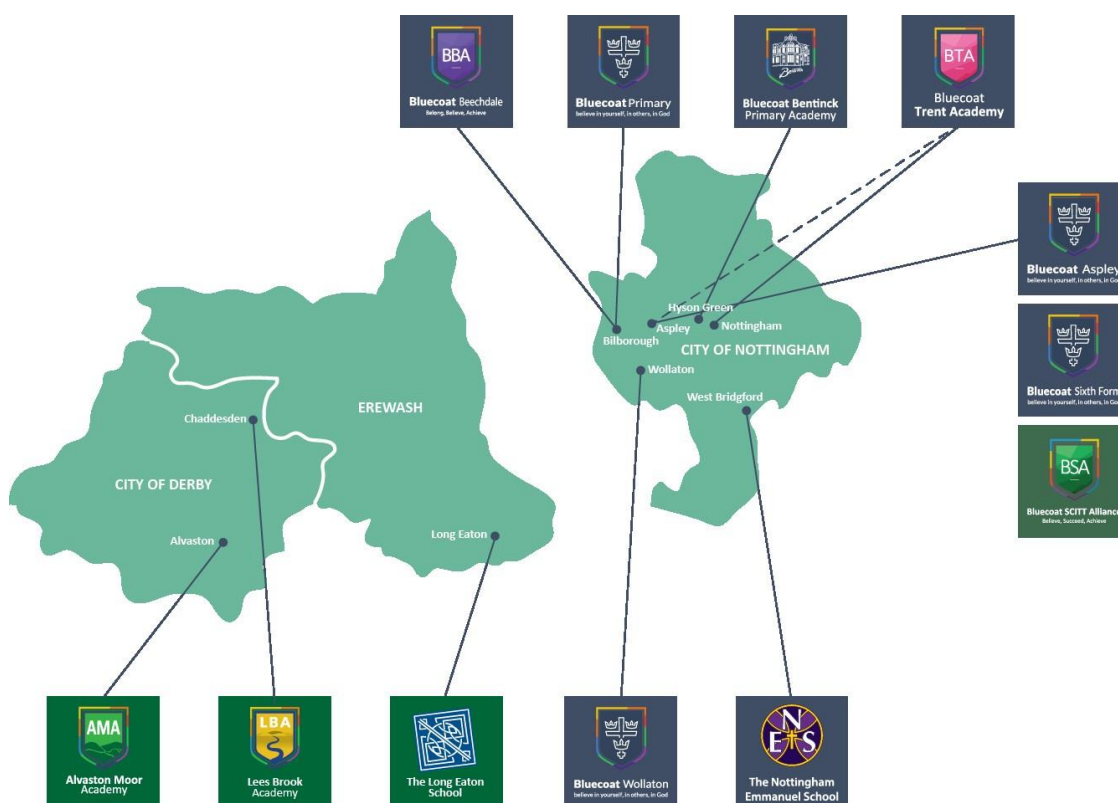 BBA
Bluecoat Beechdale
Belong, Believe, Achieve
Bluecoat Primary
believe in yourself, in others, in God
Bluecoat Bentinck
Primary Academy
BTA
Bluecoat
Trent Academy
Bluecoat Aspley
believe in yourself, in others, in God
Bluecoat Sixth Form
believe in yourself, in others, in God
BSA
Bluecoat SCITT Alliance
Believe, Succeed, Achieve
Hyson Green
Aspley
Nottingham
Bilborough
CITY OF NOTTINGHAM
Wollaton
West Bridgford
EREWASH
Chaddesden
CITY OF DERBY
Alvaston
Long Eaton
AMA
Alvaston Moor
Academy
LBA
Lees Brook
Academy
The Long Eaton
School
Bluecoat Wollaton
believe in yourself, in others, in God
N
E S
The Nottingham
Emmanuel School